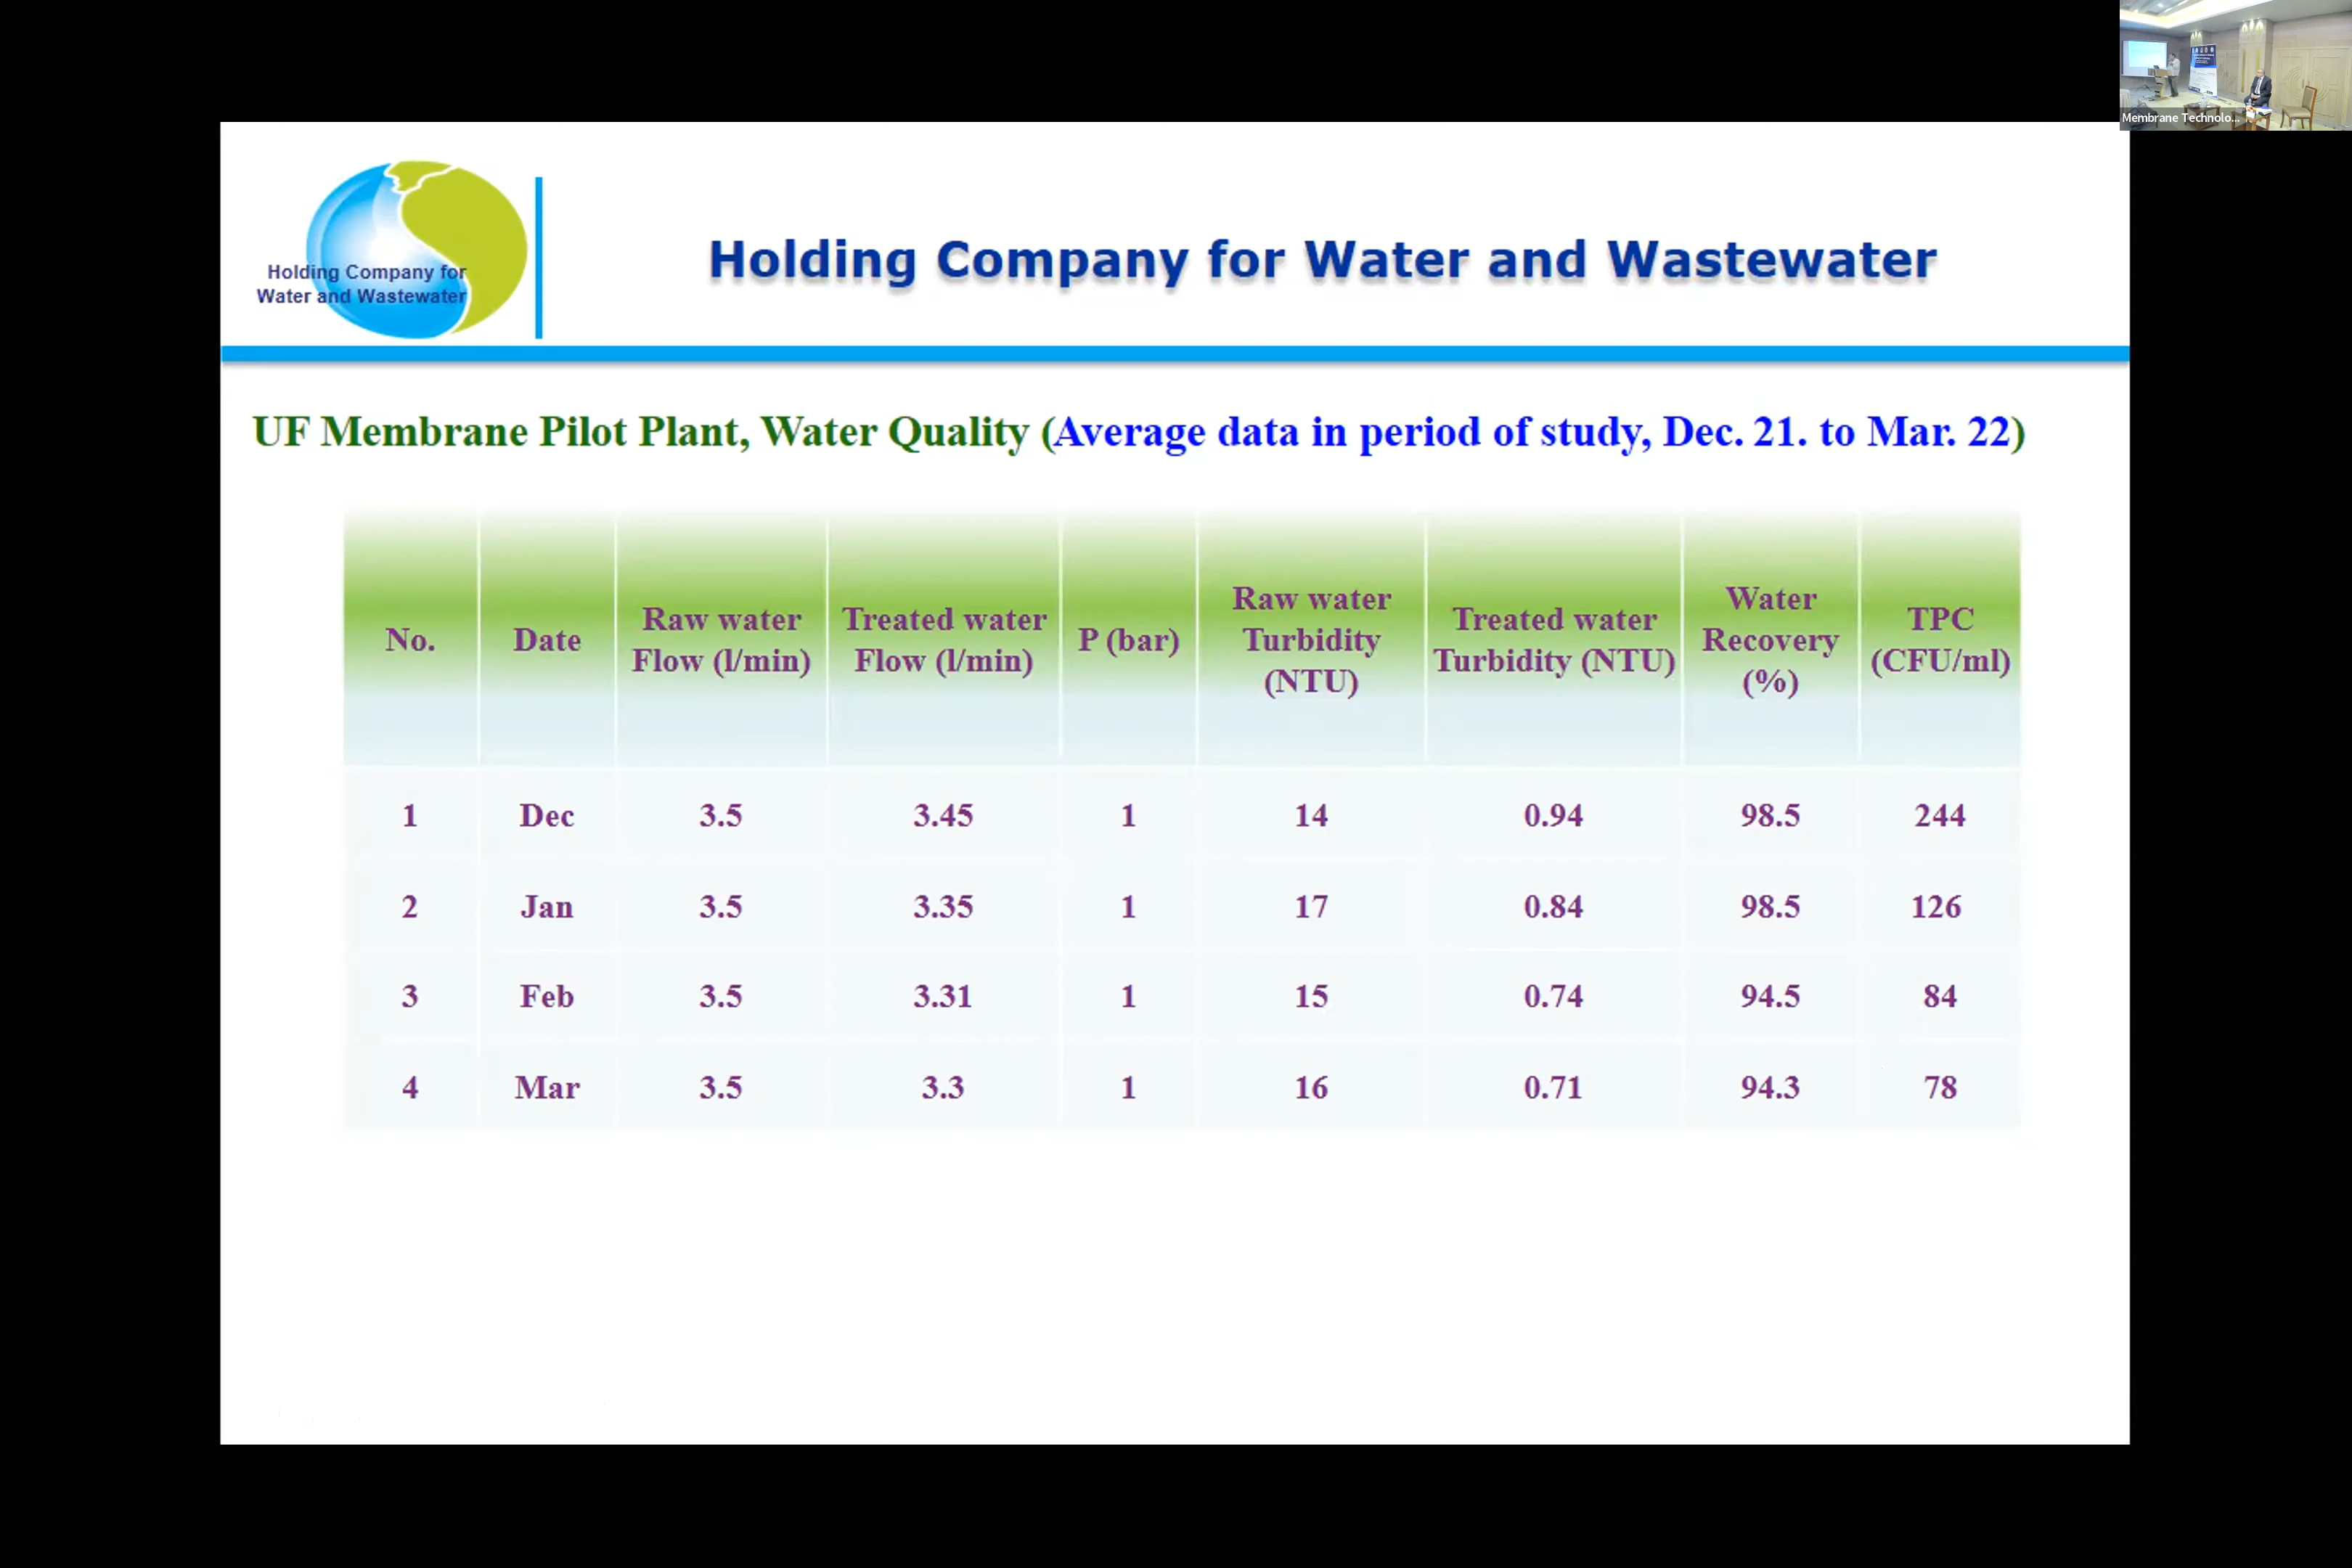 Membrane Technolo...
Holding Company for
Water and Wastewater
Holding Company for Water and Wastewater
UF Membrane Pilot Plant, Water Quality (Average data in period of study, Dec. 21. to Mar. 22)
No. Date Raw water Flow (l/min) Treated water Flow (l/min) P (bar) Raw water Turbidity (NTU) Treated water Turbidity (NTU) Water Recovery (%) TPC (CFU/ml)
1 Dec 3.5 3.45 1 14 0.94 98.5 244
2 Jan 3.5 3.35 1 17 0.84 98.5 126
3 Feb 3.5 3.31 1 15 0.74 94.5 84
4 Mar 3.5 3.3 1 16 0.71 94.3 78